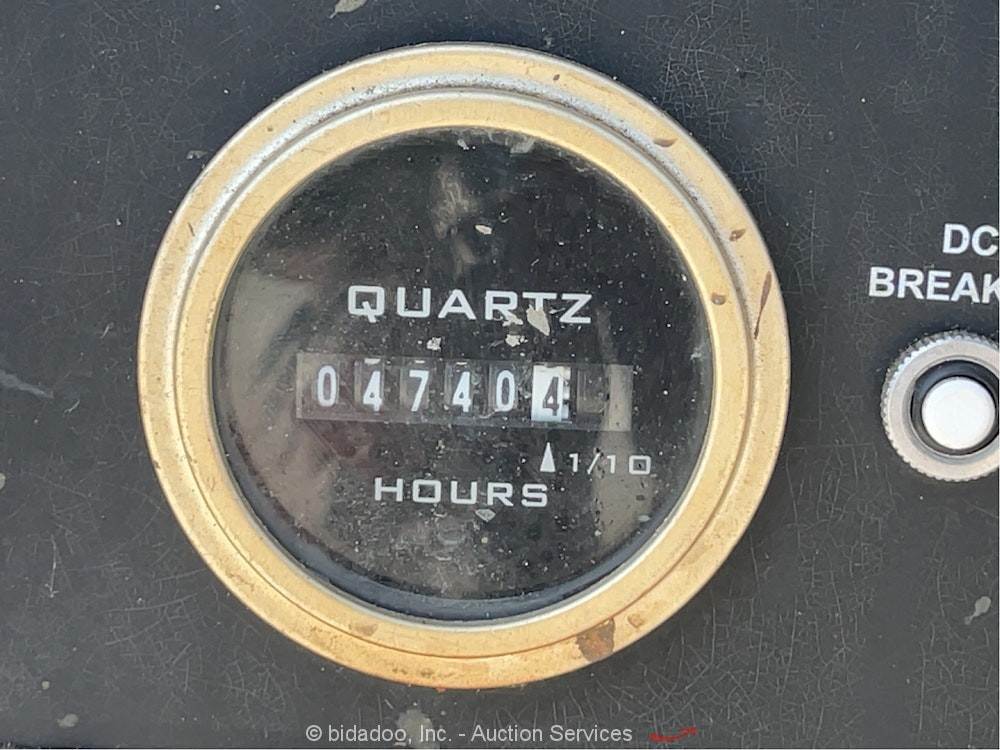 QUARTZ
047404
1/10
HOURS
DC
BREAK
© bidadoo, Inc. - Auction Services